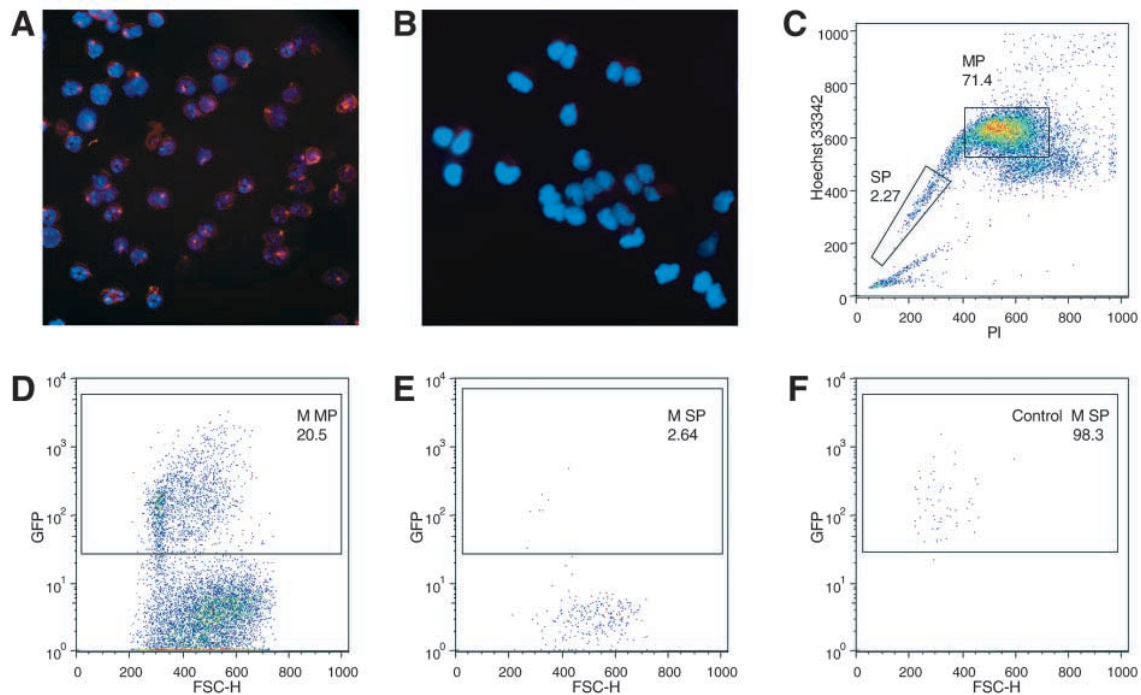 A
B
C
1000
800
600
400
200
0
Hoechst 33342
MP
71.4
SP
2.27
0 200 400 600 800 1000
PI
D
10^4
10^3
10^2
10^1
10^0
GFP
M MP
20.5
0 200 400 600 800 1000
FSC-H
E
10^4
10^3
10^2
10^1
10^0
GFP
M SP
2.64
0 200 400 600 800 1000
FSC-H
F
10^4
10^3
10^2
10^1
10^0
GFP
Control M SP
98.3
0 200 400 600 800 1000
FSC-H